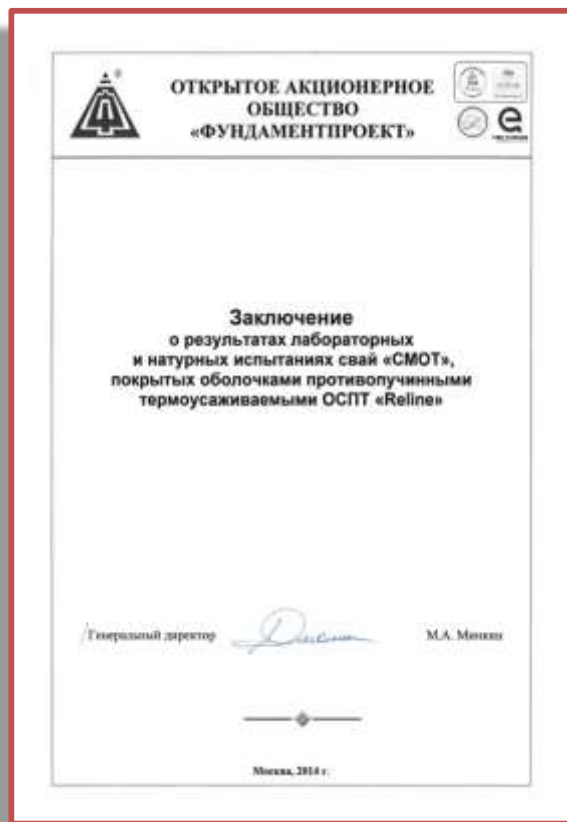 ОТКРЫТОЕ АКЦИОНЕРНОЕ
ОБЩЕСТВО
«ФУНДАМЕНТПРОЕКТ»
Заключение
о результатах лабораторных
и натурных испытаниях свай «СМОТ»,
покрытых оболочками противопучинными
термоусаживаемыми ОСПТ «Reline»
Генеральный директор
М.А. Минкин
Москва, 2014 г.